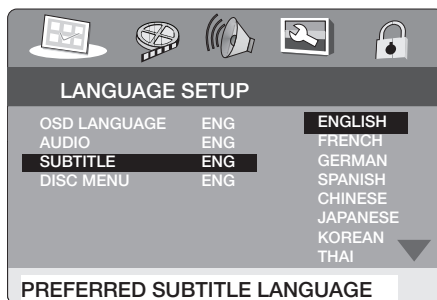 LANGUAGE SETUP
OSD LANGUAGE ENG
AUDIO ENG
SUBTITLE ENG
DISC MENU ENG
ENGLISH
FRENCH
GERMAN
SPANISH
CHINESE
JAPANESE
KOREAN
THAI
PREFERRED SUBTITLE LANGUAGE